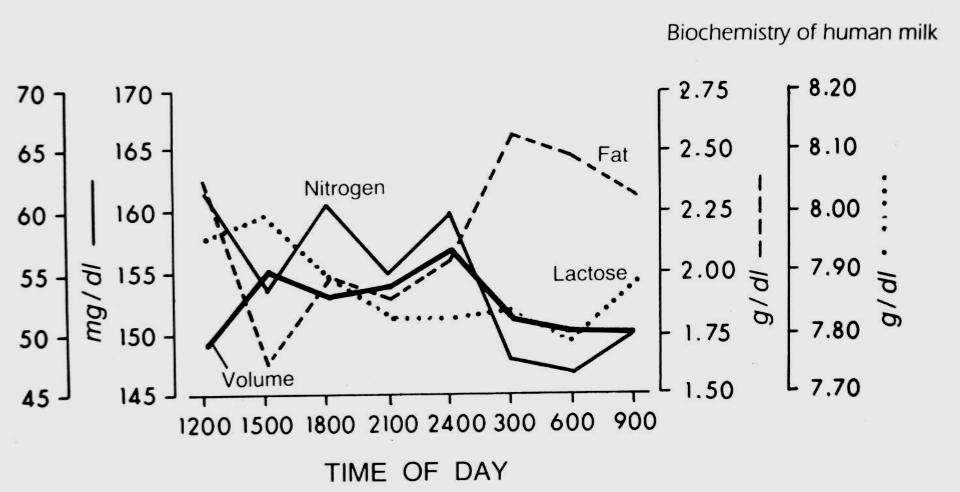 Biochemistry of human milk
70 170 2.75 8.20
65 165 2.50 8.10
60 160 2.25 8.00
55 155 2.00 7.90
50 150 1.75 7.80
45 145 1.50 7.70
mg/dl
g/dl
g/dl
Fat
Nitrogen
Lactose
Volume
1200 1500 1800 2100 2400 300 600 900
TIME OF DAY